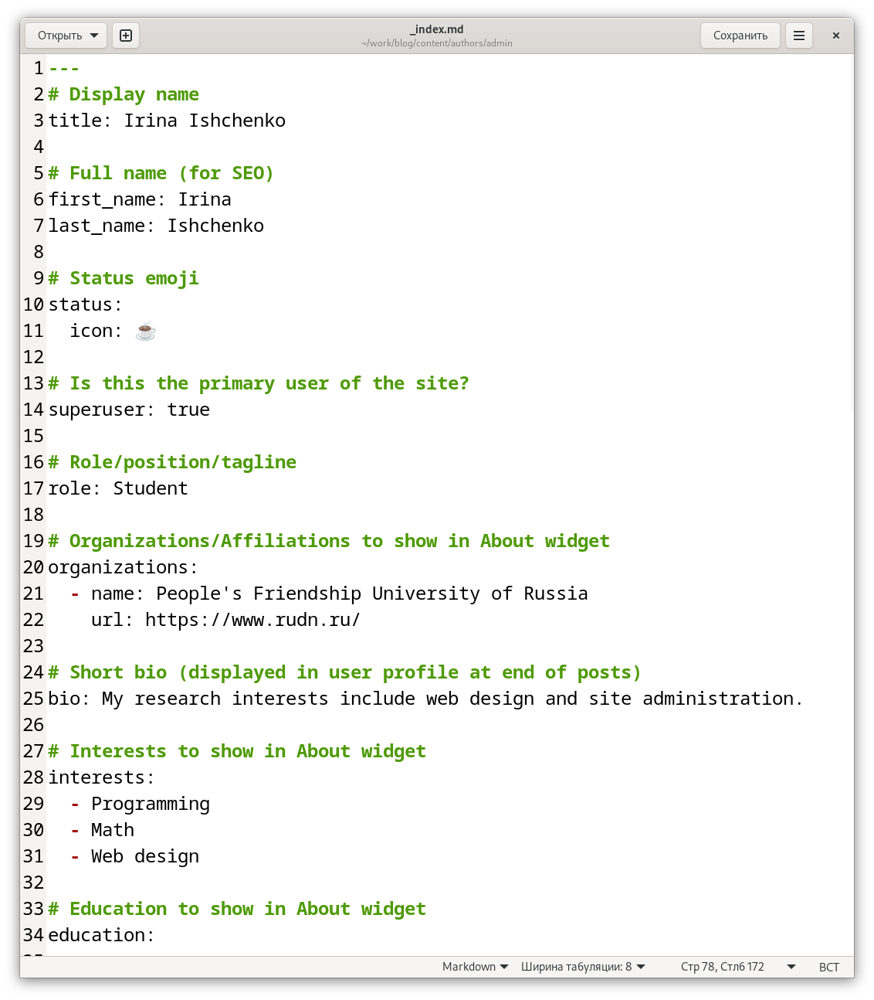 Открыть
_index.md
~/work/blog/content/authors/admin
Сохранить
1 ---
2 # Display name
3 title: Irina Ishchenko
4
5 # Full name (for SEO)
6 first_name: Irina
7 last_name: Ishchenko
8
9 # Status emoji
10 status:
11   icon: ☕
12
13 # Is this the primary user of the site?
14 superuser: true
15
16 # Role/position/tagline
17 role: Student
18
19 # Organizations/Affiliations to show in About widget
20 organizations:
21   - name: People's Friendship University of Russia
22     url: https://www.rudn.ru/
23
24 # Short bio (displayed in user profile at end of posts)
25 bio: My research interests include web design and site administration.
26
27 # Interests to show in About widget
28 interests:
29   - Programming
30   - Math
31   - Web design
32
33 # Education to show in About widget
34 education:
Markdown Ширина табуляции: 8 Стр 78, Стлб 172 ВСТ